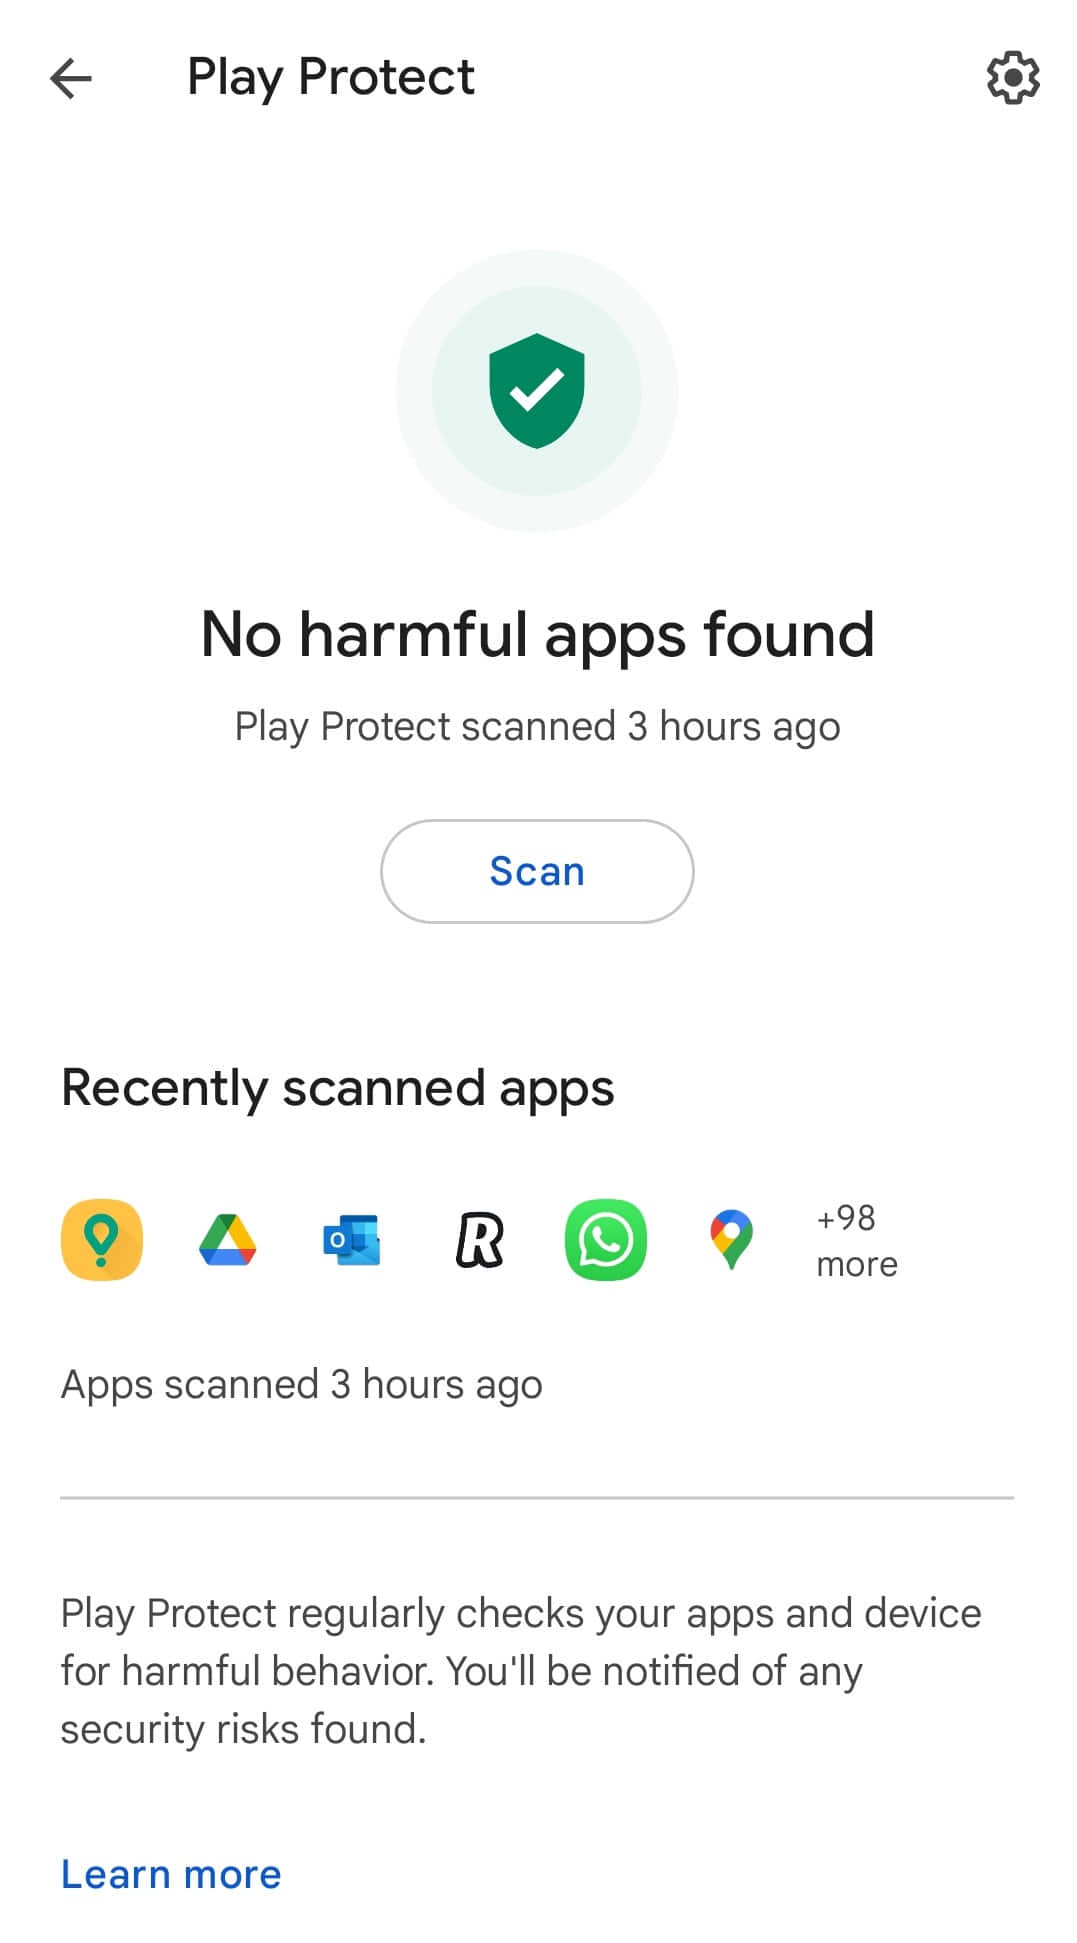 Play Protect
No harmful apps found
Play Protect scanned 3 hours ago
Scan
Recently scanned apps
O
R
+98
more
Apps scanned 3 hours ago
Play Protect regularly checks your apps and device
for harmful behavior. You'll be notified of any
security risks found.
Learn more